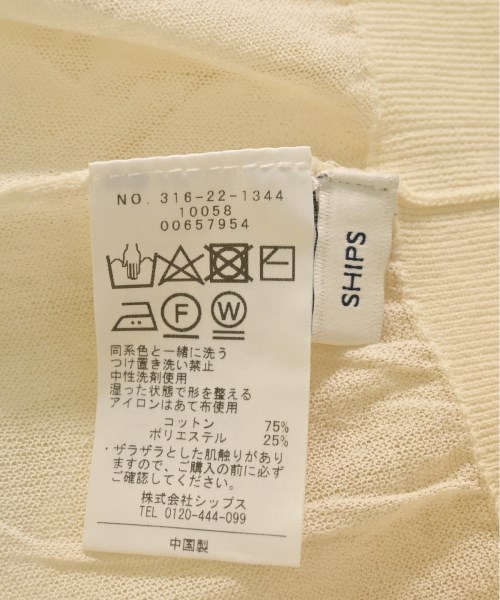 NO. 316-22-1344
10058
00657954
SHIPS
F
W
同系色と一緒に洗う
つけ置き洗い禁止
中性洗剤使用
湿った状態で形を整える
アイロンはあて布使用
コットン 75%
ポリエステル 25%
・ザラザラとした肌触りがあり
ますので、ご購入の前に必ず
ご確認してください。
株式会社シップス
TEL 0120-444-099
中国製